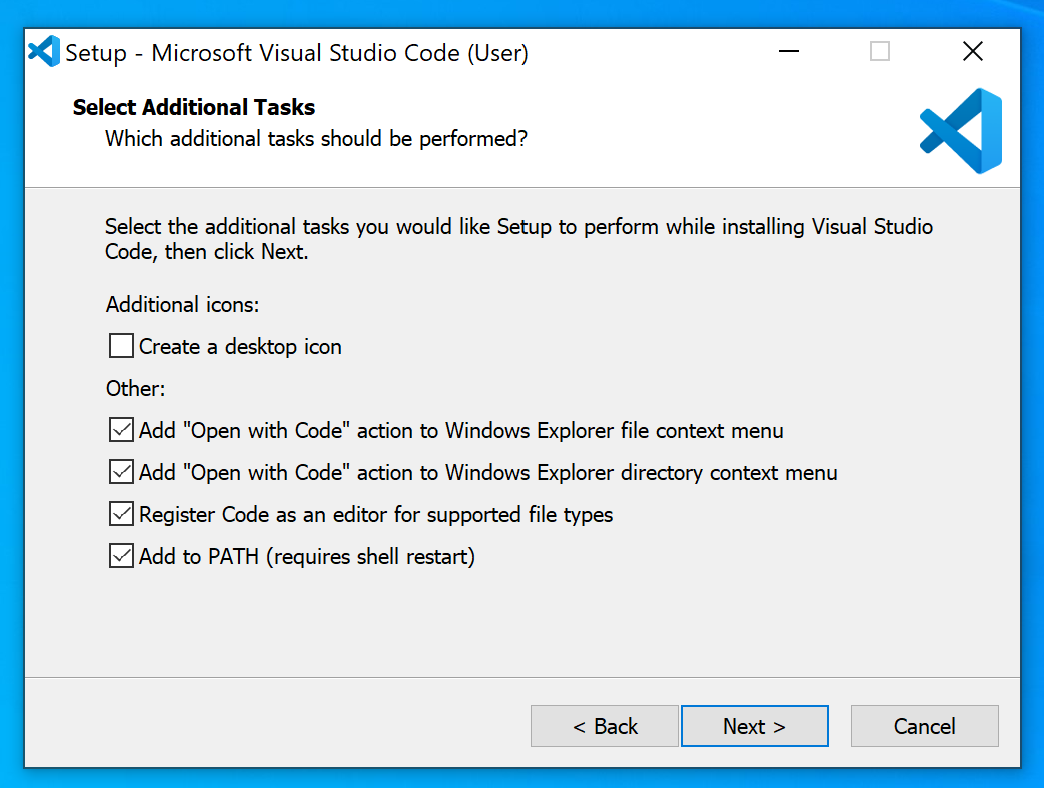 Setup - Microsoft Visual Studio Code (User)
Select Additional Tasks
Which additional tasks should be performed?
Select the additional tasks you would like Setup to perform while installing Visual Studio
Code, then click Next.
Additional icons:
Create a desktop icon
Other:
Add "Open with Code" action to Windows Explorer file context menu
Add "Open with Code" action to Windows Explorer directory context menu
Register Code as an editor for supported file types
Add to PATH (requires shell restart)
< Back Next > Cancel